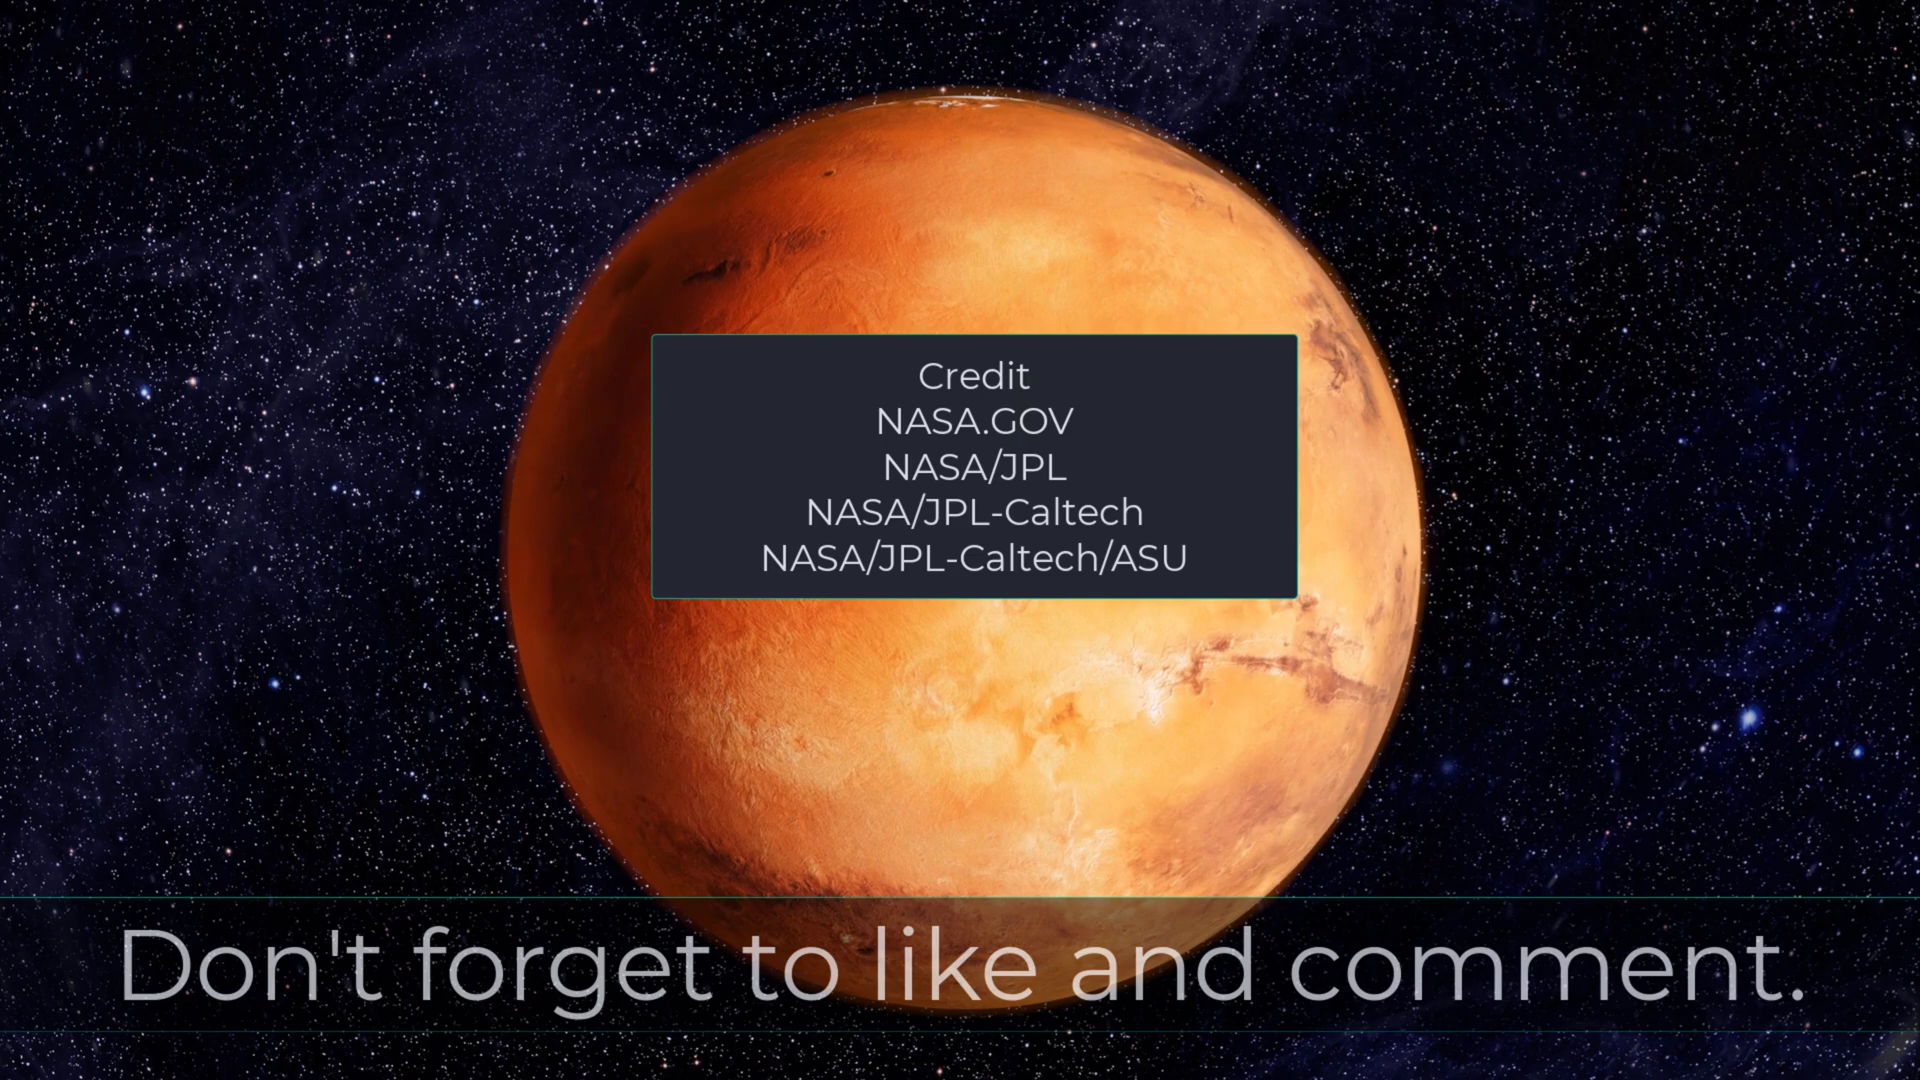 Credit
NASA.GOV
NASA/JPL
NASA/JPL-Caltech
NASA/JPL-Caltech/ASU
Don't forget to like and comment.